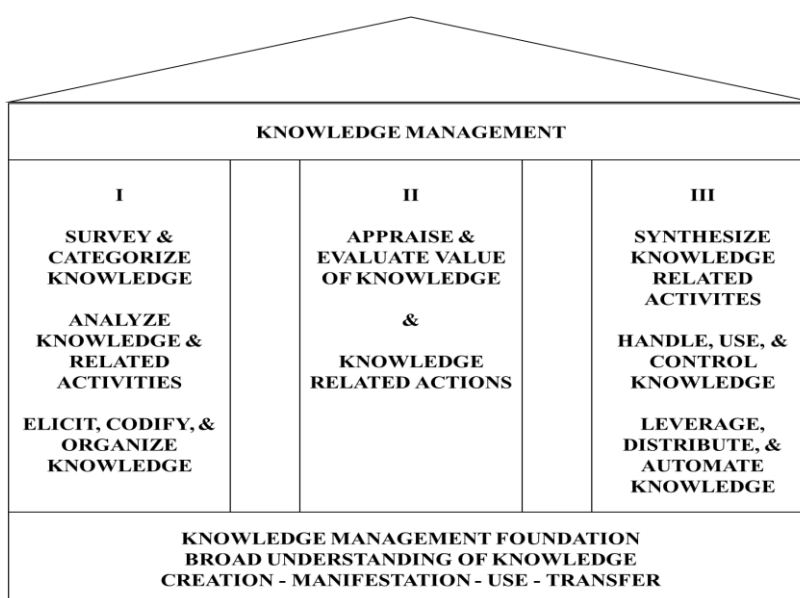 KNOWLEDGE MANAGEMENT
I
SURVEY &
CATEGORIZE
KNOWLEDGE
ANALYZE
KNOWLEDGE &
RELATED
ACTIVITIES
ELICIT, CODIFY, &
ORGANIZE
KNOWLEDGE
II
APPRAISE &
EVALUATE VALUE
OF KNOWLEDGE
&
KNOWLEDGE
RELATED ACTIONS
III
SYNTHESIZE
KNOWLEDGE
RELATED
ACTIVITES
HANDLE, USE, &
CONTROL
KNOWLEDGE
LEVERAGE,
DISTRIBUTE, &
AUTOMATE
KNOWLEDGE
KNOWLEDGE MANAGEMENT FOUNDATION
BROAD UNDERSTANDING OF KNOWLEDGE
CREATION - MANIFESTATION - USE - TRANSFER